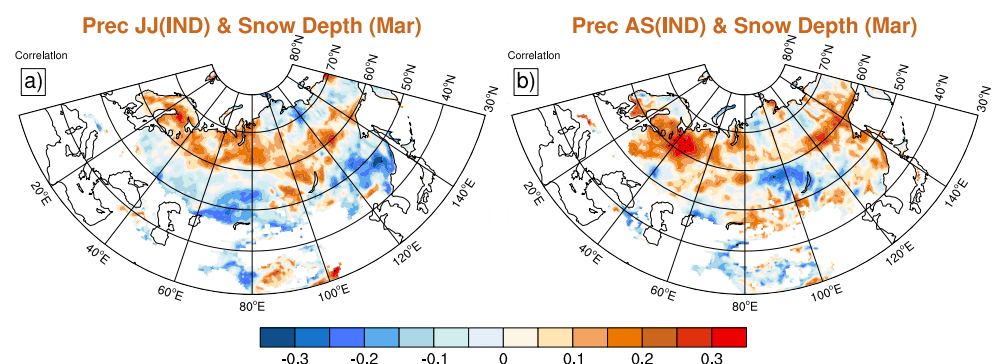 Prec JJ(IND) & Snow Depth (Mar)
Correlation
a)
80°N
70°N
60°N
50°N
30°N
20°E
40°E
60°E
80°E
100°E
120°E
140°E
Prec AS(IND) & Snow Depth (Mar)
Correlation
b)
80°N
70°N
60°N
50°N
30°N
20°E
40°E
60°E
80°E
100°E
120°E
140°E
-0.3 -0.2 -0.1 0 0.1 0.2 0.3